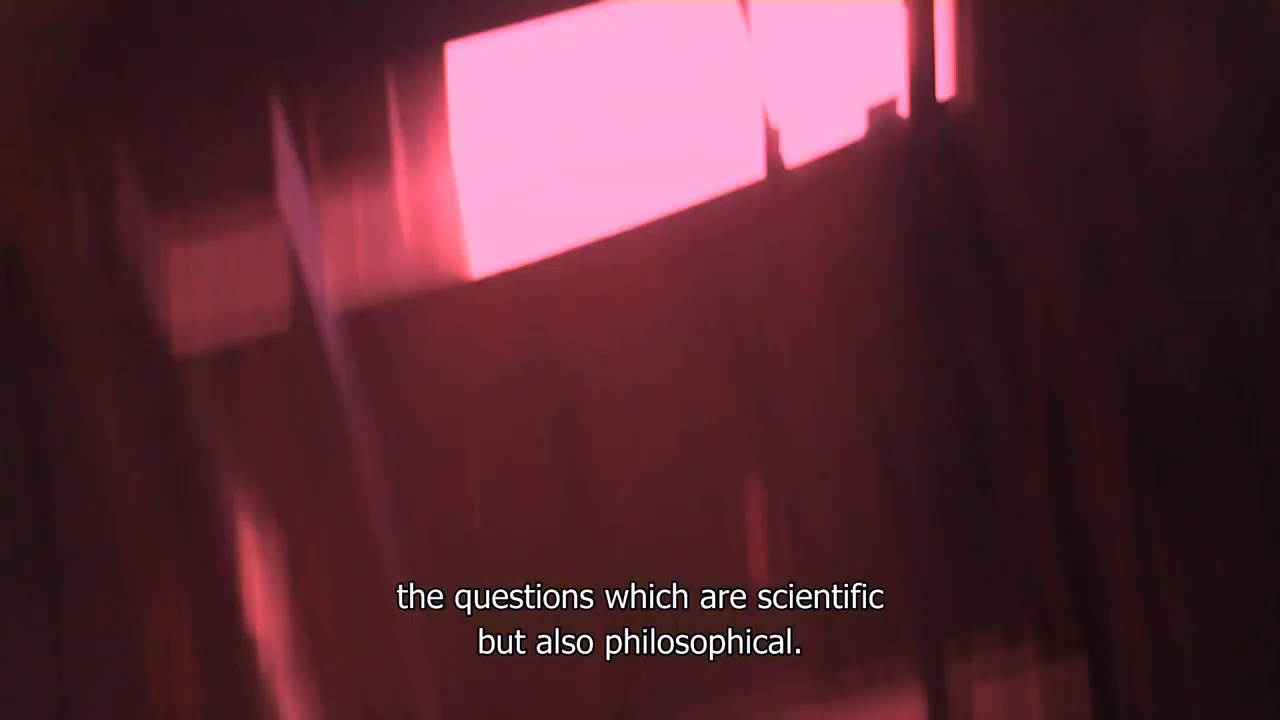 the questions which are scientific
but also philosophical.